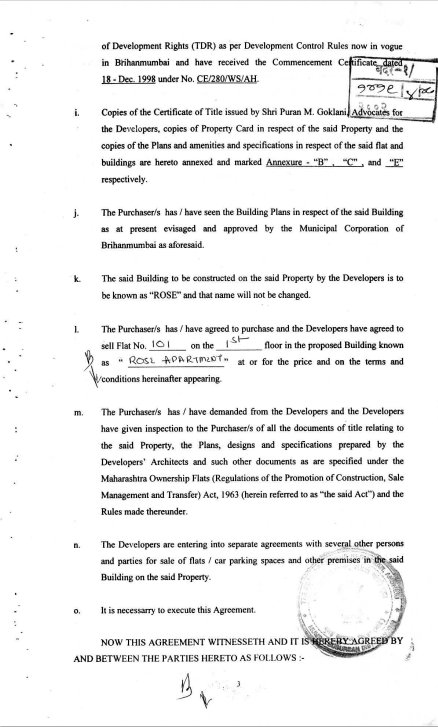 of Development Rights (TDR) as per Development Control Rules now in vogue
in Brihanmumbai and have received the Commencement Certificate dated
18 - Dec. 1998 under No. CE/280/WS/AH.
i. Copies of the Certificate of Title issued by Shri Puran M. Goklani, Advocates for
the Developers, copies of Property Card in respect of the said Property and the
copies of the Plans and amenities and specifications in respect of the said flat and
buildings are hereto annexed and marked Annexure - “B” , “C” , and “E”
respectively.
j. The Purchaser/s has / have seen the Building Plans in respect of the said Building
as at present evisaged and approved by the Municipal Corporation of
Brihanmumbai as aforesaid.
k. The said Building to be constructed on the said Property by the Developers is to
be known as “ROSE” and that name will not be changed.
l. The Purchaser/s has / have agreed to purchase and the Developers have agreed to
sell Flat No. 101 on the 1st floor in the proposed Building known
as “ ROSE APARTMENT” at or for the price and on the terms and
conditions hereinafter appearing.
m. The Purchaser/s has / have demanded from the Developers and the Developers
have given inspection to the Purchaser/s of all the documents of title relating to
the said Property, the Plans, designs and specifications prepared by the
Developers' Architects and such other documents as are specified under the
Maharashtra Ownership Flats (Regulations of the Promotion of Construction, Sale
Management and Transfer) Act, 1963 (herein referred to as “the said Act”) and the
Rules made thereunder.
n. The Developers are entering into separate agreements with several other persons
and parties for sale of flats / car parking spaces and other premises in the said
Building on the said Property.
o. It is necessarry to execute this Agreement.
NOW THIS AGREEMENT WITNESSETH AND IT IS HEREBY AGREED BY
AND BETWEEN THE PARTIES HERETO AS FOLLOWS :-
3